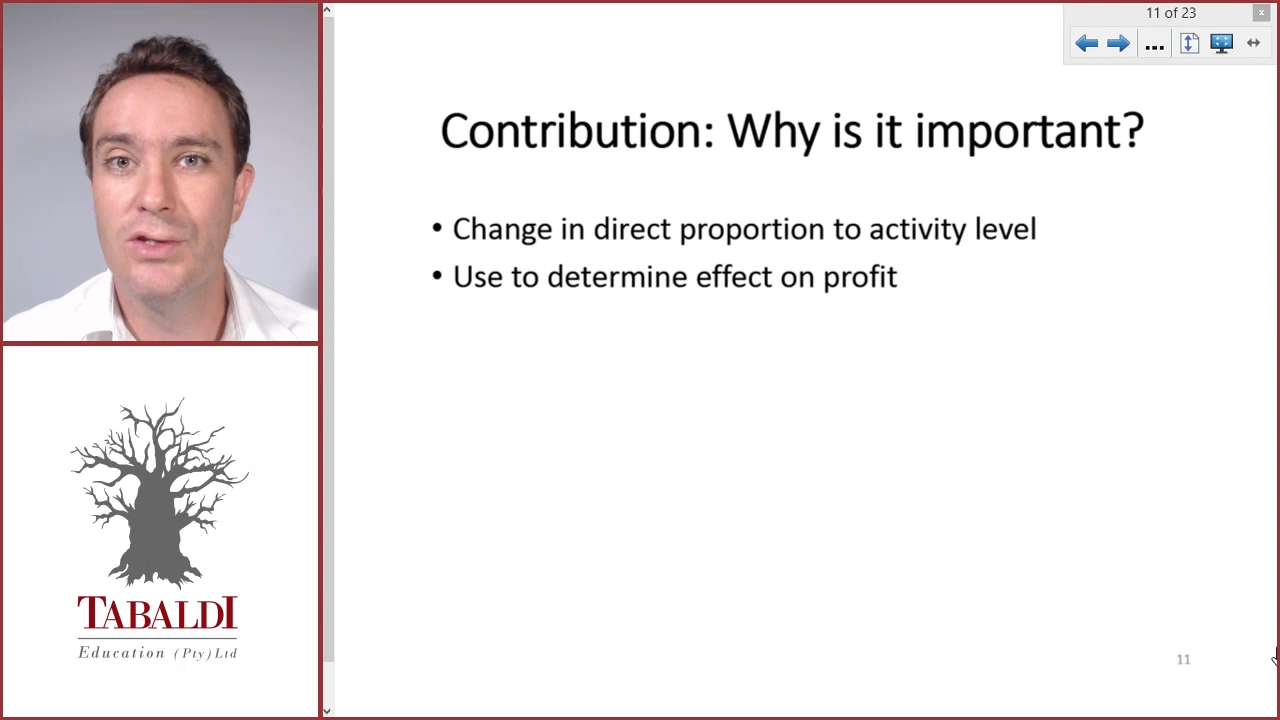 11 of 23
Contribution: Why is it important?
• Change in direct proportion to activity level
• Use to determine effect on profit
TABALDI
Education (Pty) Ltd
11